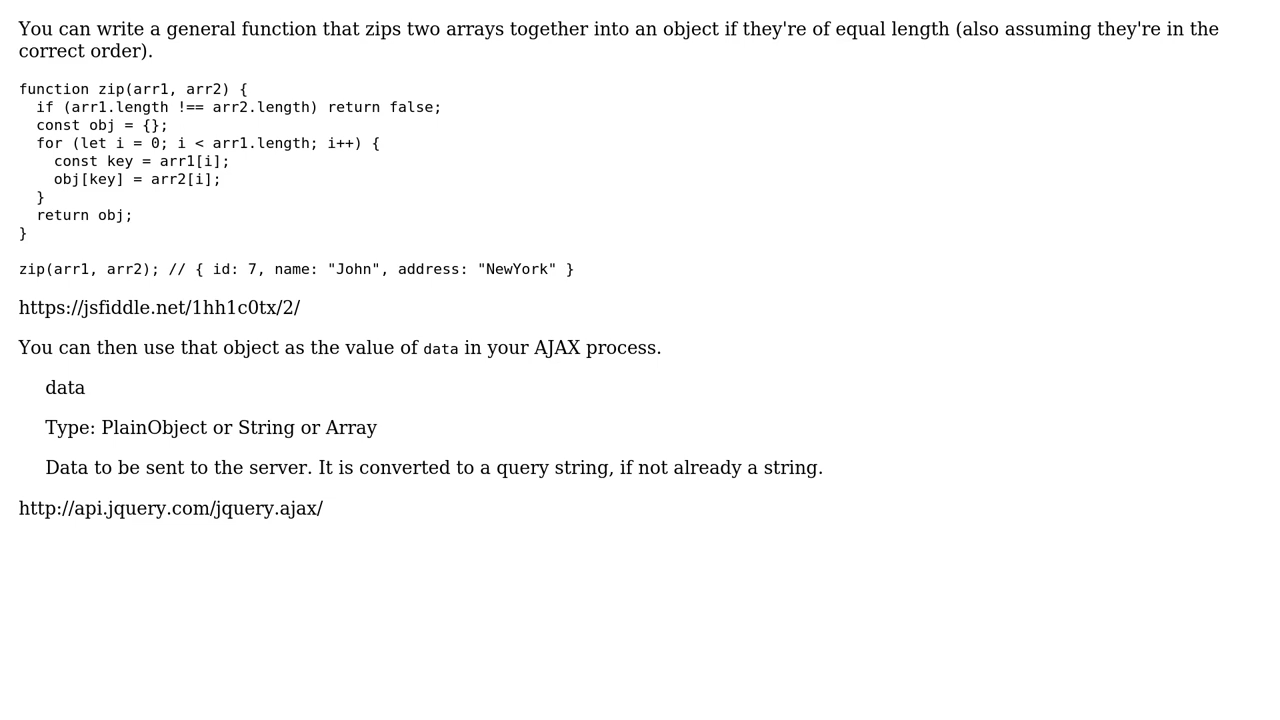 You can write a general function that zips two arrays together into an object if they're of equal length (also assuming they're in the
correct order).
function zip(arr1, arr2) {
  if (arr1.length !== arr2.length) return false;
  const obj = {};
  for (let i = 0; i < arr1.length; i++) {
    const key = arr1[i];
    obj[key] = arr2[i];
  }
  return obj;
}
zip(arr1, arr2); // { id: 7, name: "John", address: "NewYork" }
https://jsfiddle.net/1hh1c0tx/2/
You can then use that object as the value of data in your AJAX process.
data
Type: PlainObject or String or Array
Data to be sent to the server. It is converted to a query string, if not already a string.
http://api.jquery.com/jquery.ajax/